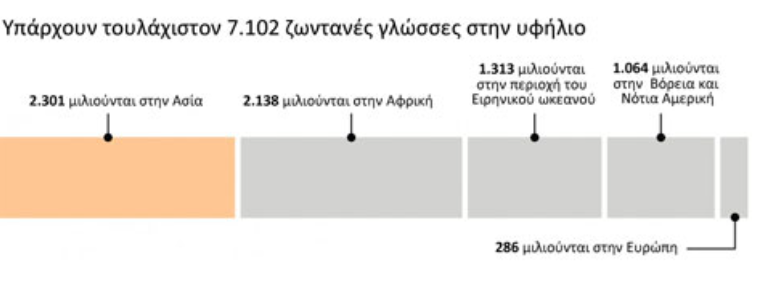 Υπάρχουν τουλάχιστον 7.102 ζωντανές γλώσσες στην υφήλιο
2.301 μιλιούνται στην Ασία
2.138 μιλιούνται στην Αφρική
1.313 μιλιούνται
στην περιοχή του
Ειρηνικού ωκεανού
1.064 μιλιούνται
στην Βόρεια και
Νότια Αμερική
286 μιλιούνται στην Ευρώπη